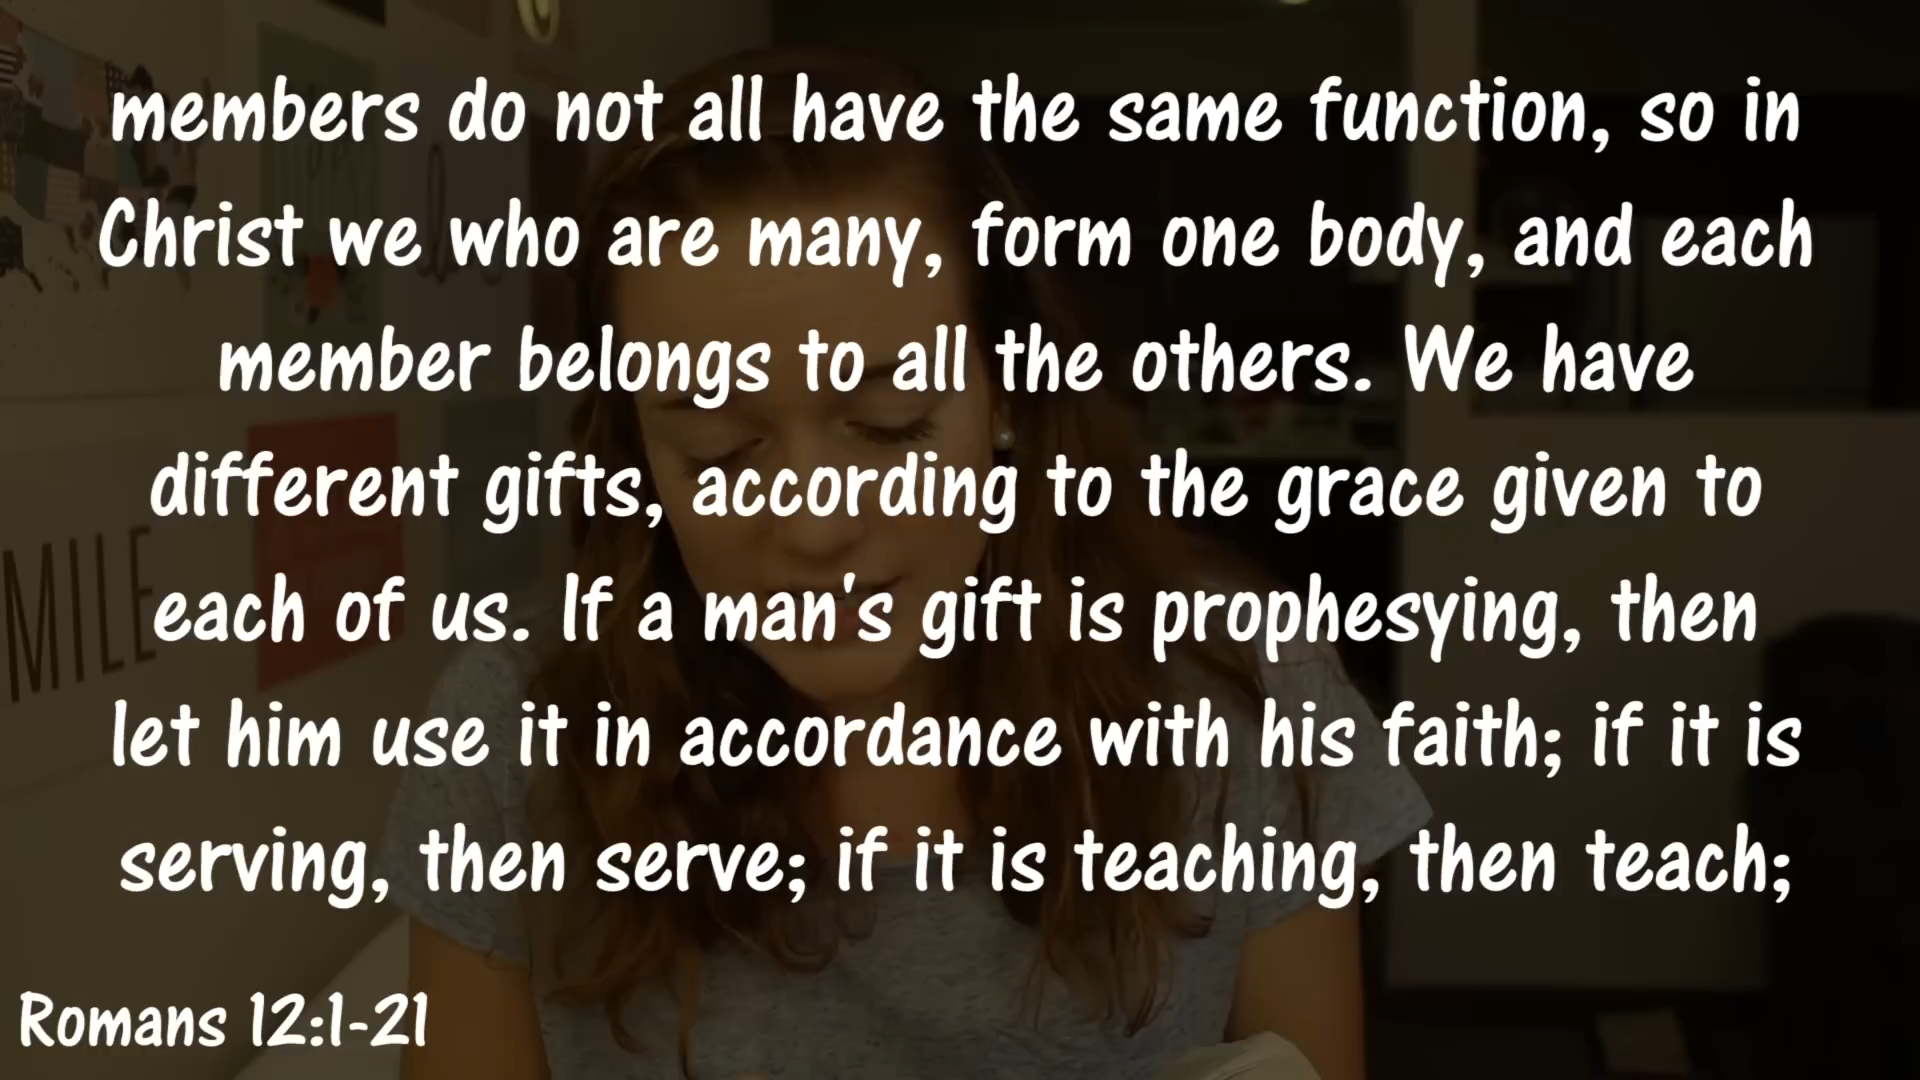 members do not all have the same function, so in
Christ we who are many, form one body, and each
member belongs to all the others. We have
different gifts, according to the grace given to
each of us. If a man's gift is prophesying, then
let him use it in accordance with his faith; if it is
serving, then serve; if it is teaching, then teach;
Romans 12:1-21
MILE